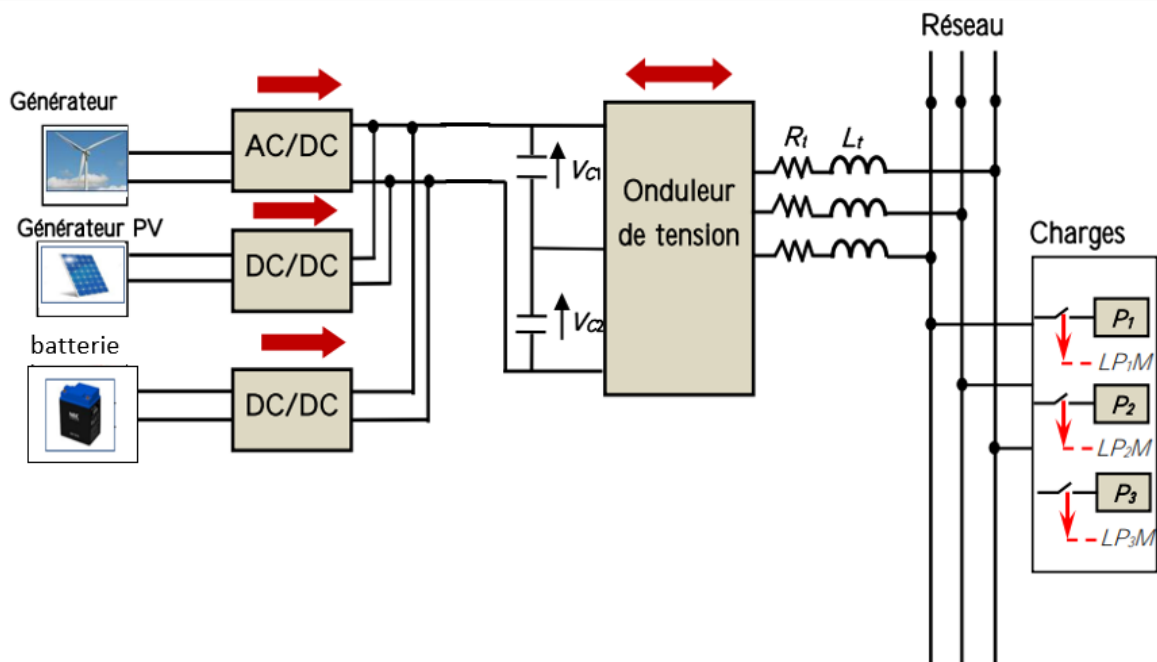 Réseau
Générateur
AC/DC
Générateur PV
DC/DC
batterie
DC/DC
VC1
VC2
Onduleur
de tension
Rt
Lt
Charges
P1
LP1M
P2
LP2M
P3
LP3M